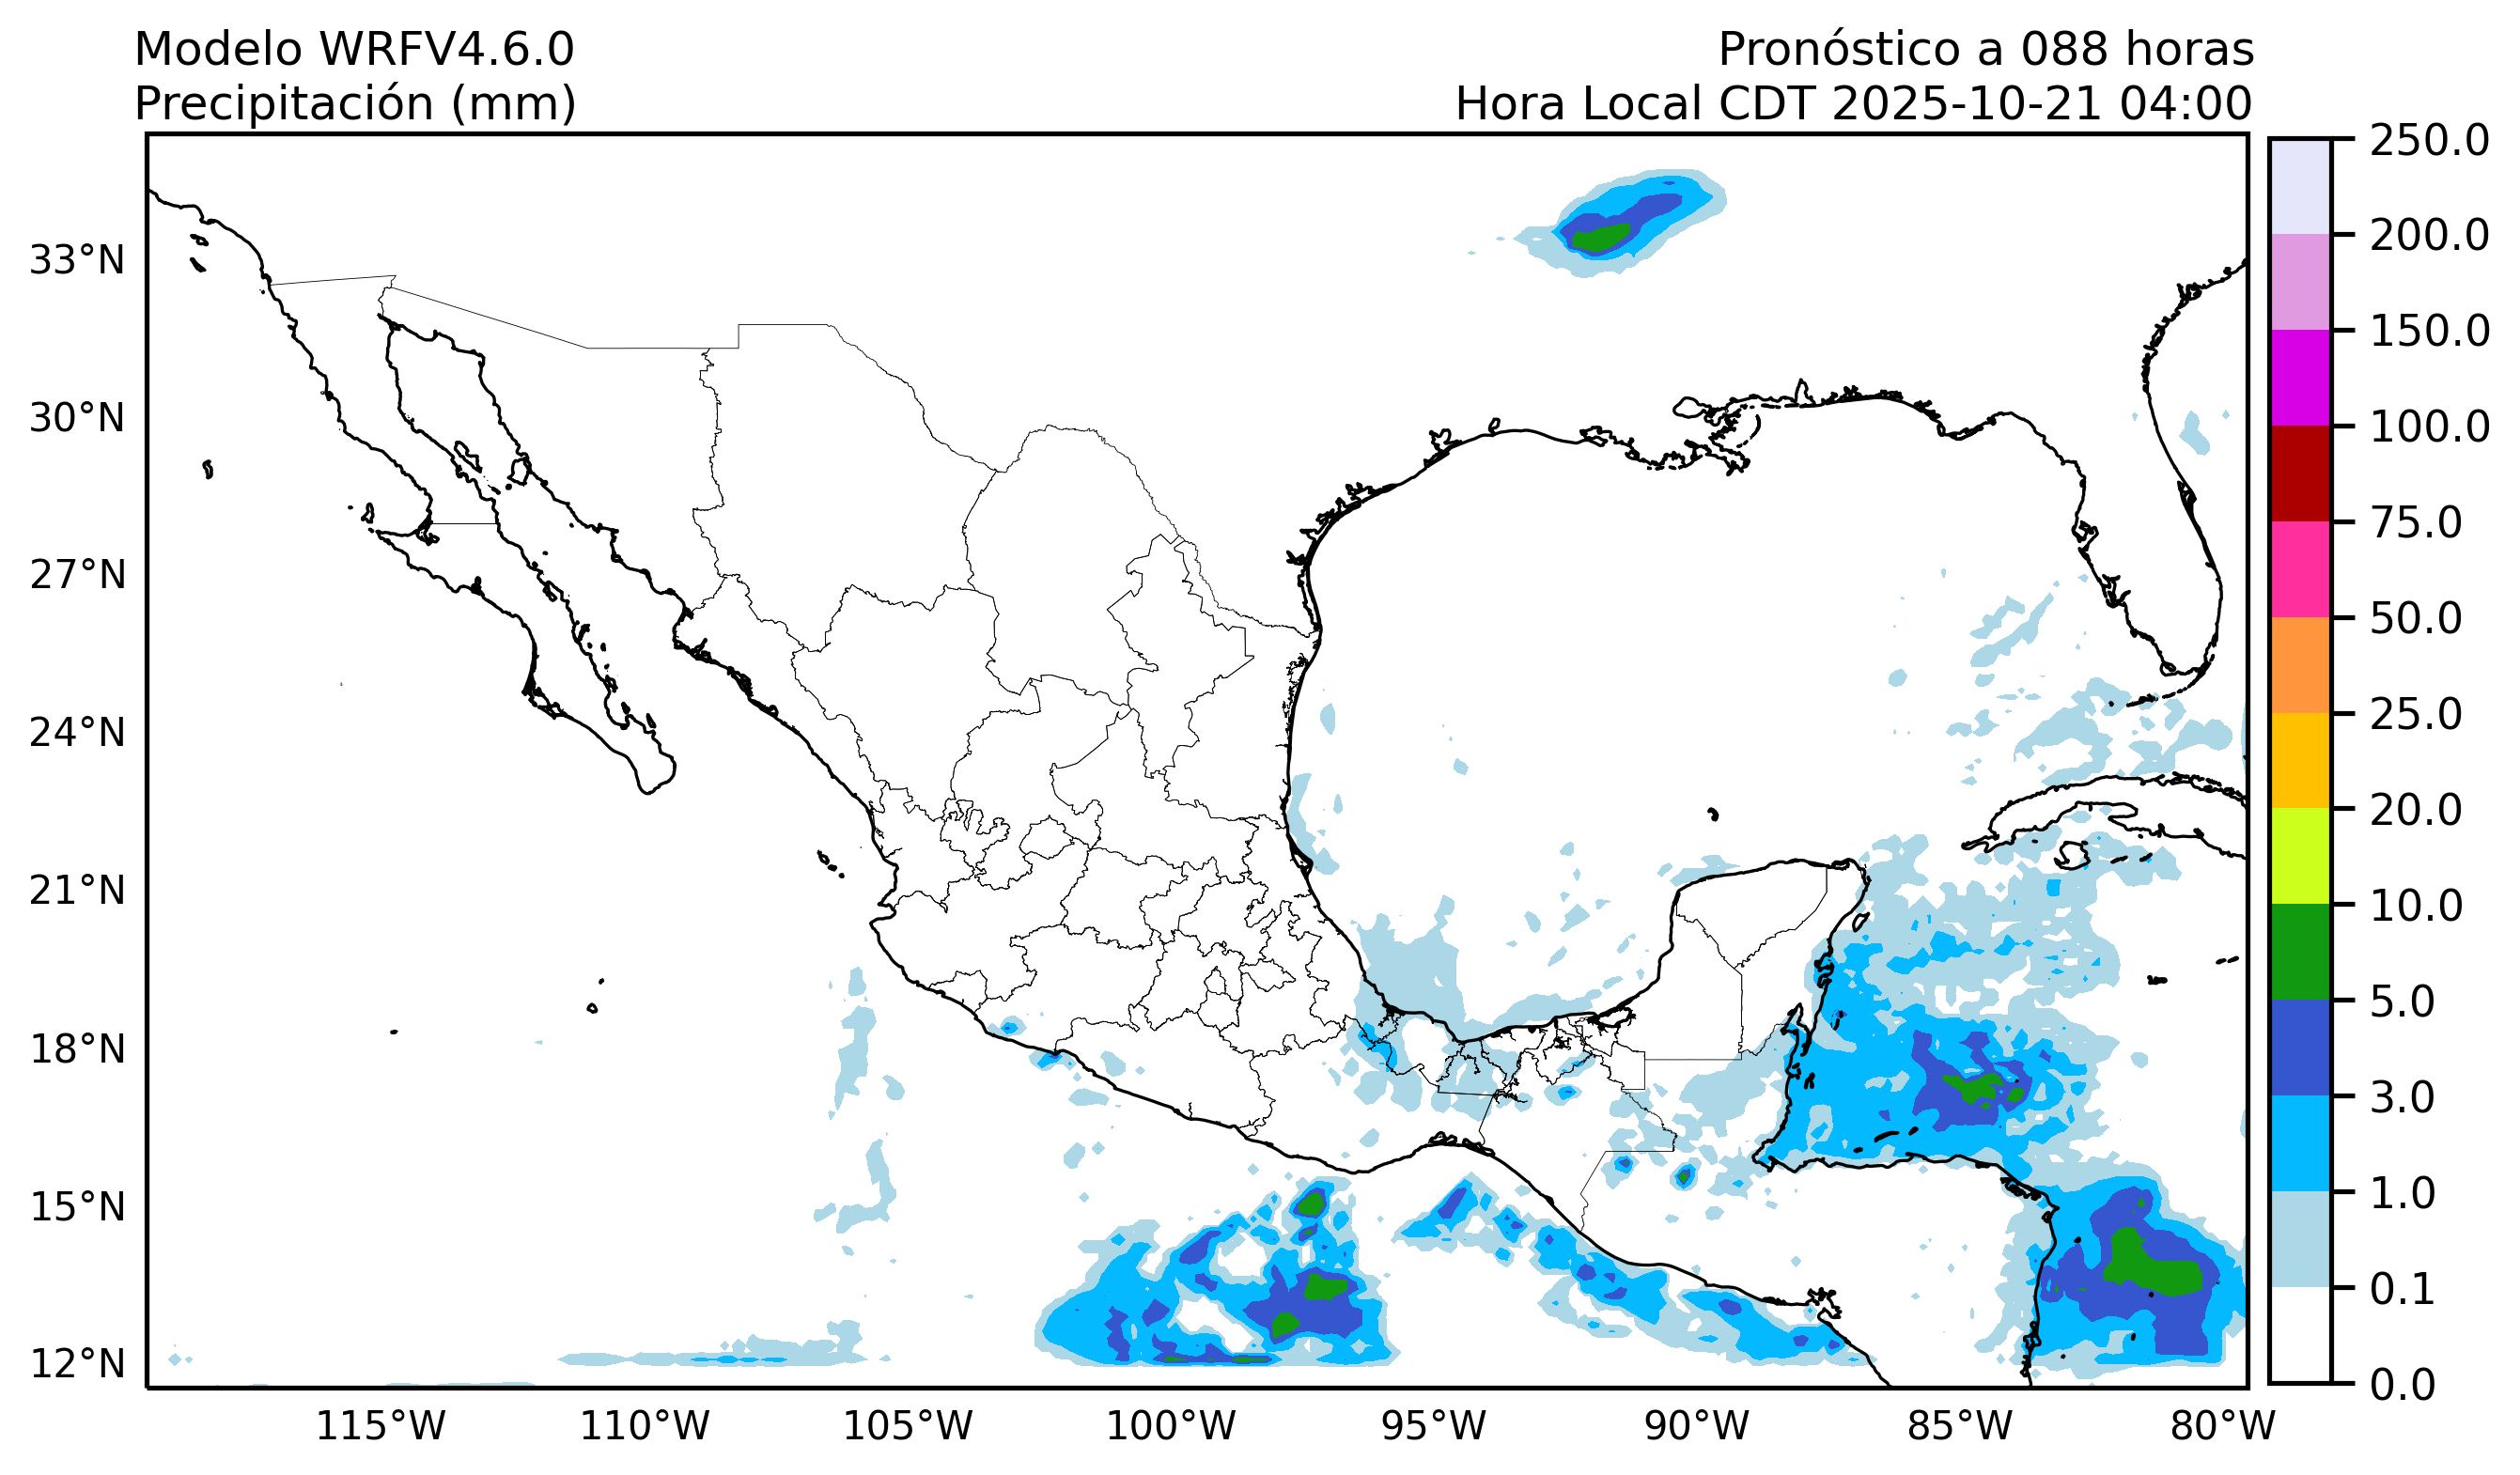 Modelo WRFV4.6.0
Precipitación (mm)
Pronóstico a 088 horas
Hora Local CDT 2025-10-21 04:00
33°N
30°N
27°N
24°N
21°N
18°N
15°N
12°N
115°W
110°W
105°W
100°W
95°W
90°W
85°W
80°W
250.0
200.0
150.0
100.0
75.0
50.0
25.0
20.0
10.0
5.0
3.0
1.0
0.1
0.0